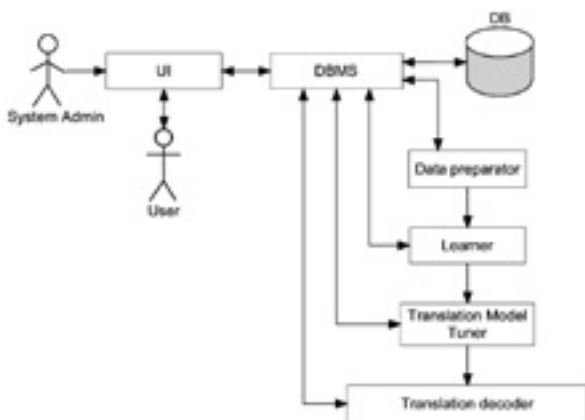 DB
UI
DBMS
System Admin
Data preparator
User
Learner
Translation Model
Tuner
Translation decoder